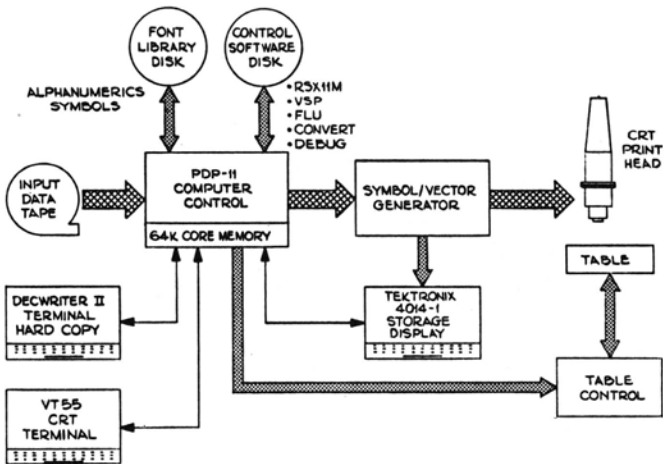 FONT
LIBRARY
DISK
CONTROL
SOFTWARE
DISK
ALPHANUMERICS
SYMBOLS
• RSX11M
• VSP
• FLU
• CONVERT
• DEBUG
INPUT
DATA
TAPE
PDP-11
COMPUTER
CONTROL
64K CORE MEMORY
SYMBOL/VECTOR
GENERATOR
CRT
PRINT
HEAD
TABLE
DECWRITER II
TERMINAL
HARD COPY
TEKTRONIX
4014-1
STORAGE
DISPLAY
VT55
CRT
TERMINAL
TABLE
CONTROL